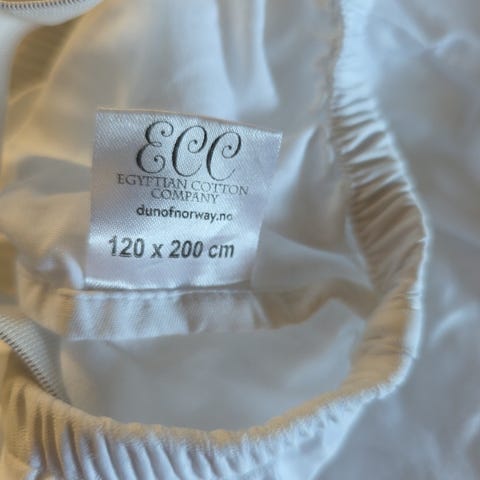 ECC
EGYPTIAN COTTON
COMPANY
dunofnorway.no
120 x 200 cm